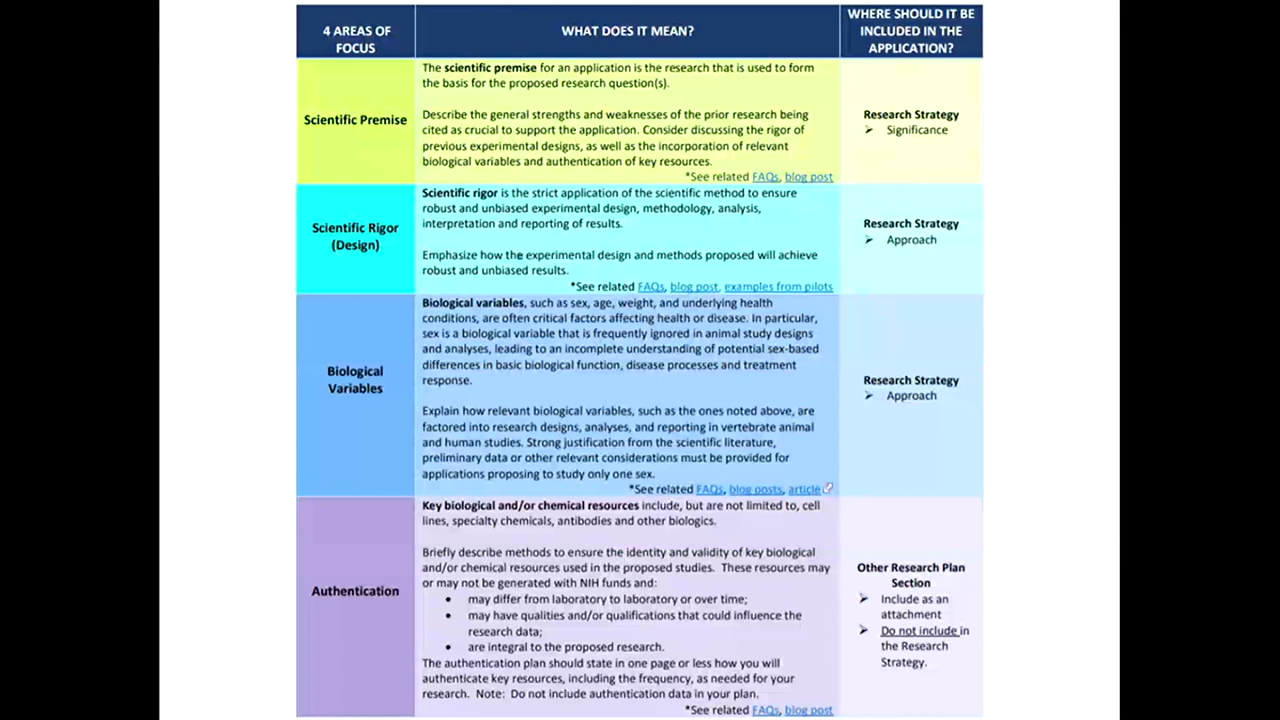 4 AREAS OF
FOCUS
WHAT DOES IT MEAN?
WHERE SHOULD IT BE
INCLUDED IN THE
APPLICATION?
Scientific Premise
The scientific premise for an application is the research that is used to form
the basis for the proposed research question(s).
Describe the general strengths and weaknesses of the prior research being
cited as crucial to support the application. Consider discussing the rigor of
previous experimental designs, as well as the incorporation of relevant
biological variables and authentication of key resources.
*See related FAQs, blog post
Research Strategy
➢ Significance
Scientific Rigor
(Design)
Scientific rigor is the strict application of the scientific method to ensure
robust and unbiased experimental design, methodology, analysis,
interpretation and reporting of results.
Emphasize how the experimental design and methods proposed will achieve
robust and unbiased results.
*See related FAQs, blog post, examples from pilots
Research Strategy
➢ Approach
Biological
Variables
Biological variables, such as sex, age, weight, and underlying health
conditions, are often critical factors affecting health or disease. In particular,
sex is a biological variable that is frequently ignored in animal study designs
and analyses, leading to an incomplete understanding of potential sex-based
differences in basic biological function, disease processes and treatment
response.
Explain how relevant biological variables, such as the ones noted above, are
factored into research designs, analyses, and reporting in vertebrate animal
and human studies. Strong justification from the scientific literature,
preliminary data or other relevant considerations must be provided for
applications proposing to study only one sex.
*See related FAQs, blog posts, article
Research Strategy
➢ Approach
Authentication
Key biological and/or chemical resources include, but are not limited to, cell
lines, specialty chemicals, antibodies and other biologics.
Briefly describe methods to ensure the identity and validity of key biological
and/or chemical resources used in the proposed studies. These resources may
or may not be generated with NIH funds and:
• may differ from laboratory to laboratory or over time;
• may have qualities and/or qualifications that could influence the
research data;
• are integral to the proposed research.
The authentication plan should state in one page or less how you will
authenticate key resources, including the frequency, as needed for your
research. Note: Do not include authentication data in your plan.
*See related FAQs, blog post
Other Research Plan
Section
➢ Include as an
attachment
➢ Do not include in
the Research
Strategy.